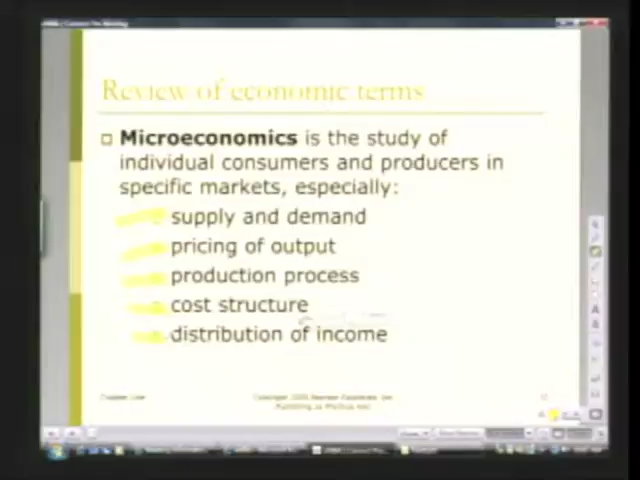 Review of economic terms
Microeconomics is the study of
individual consumers and producers in
specific markets, especially:
supply and demand
pricing of output
production process
cost structure
distribution of income